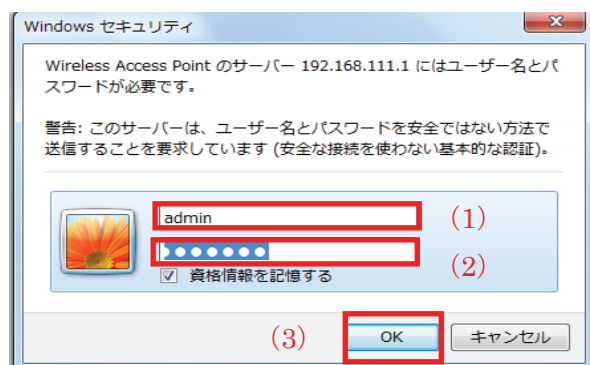 Windows セキュリティ
Wireless Access Point のサーバー 192.168.111.1 にはユーザー名とパ
スワードが必要です。
警告: このサーバーは、ユーザー名とパスワードを安全ではない方法で
送信することを要求しています (安全な接続を使わない基本的な認証)。
admin (1)
●●●●●●● (2)
資格情報を記憶する
(3) OK キャンセル